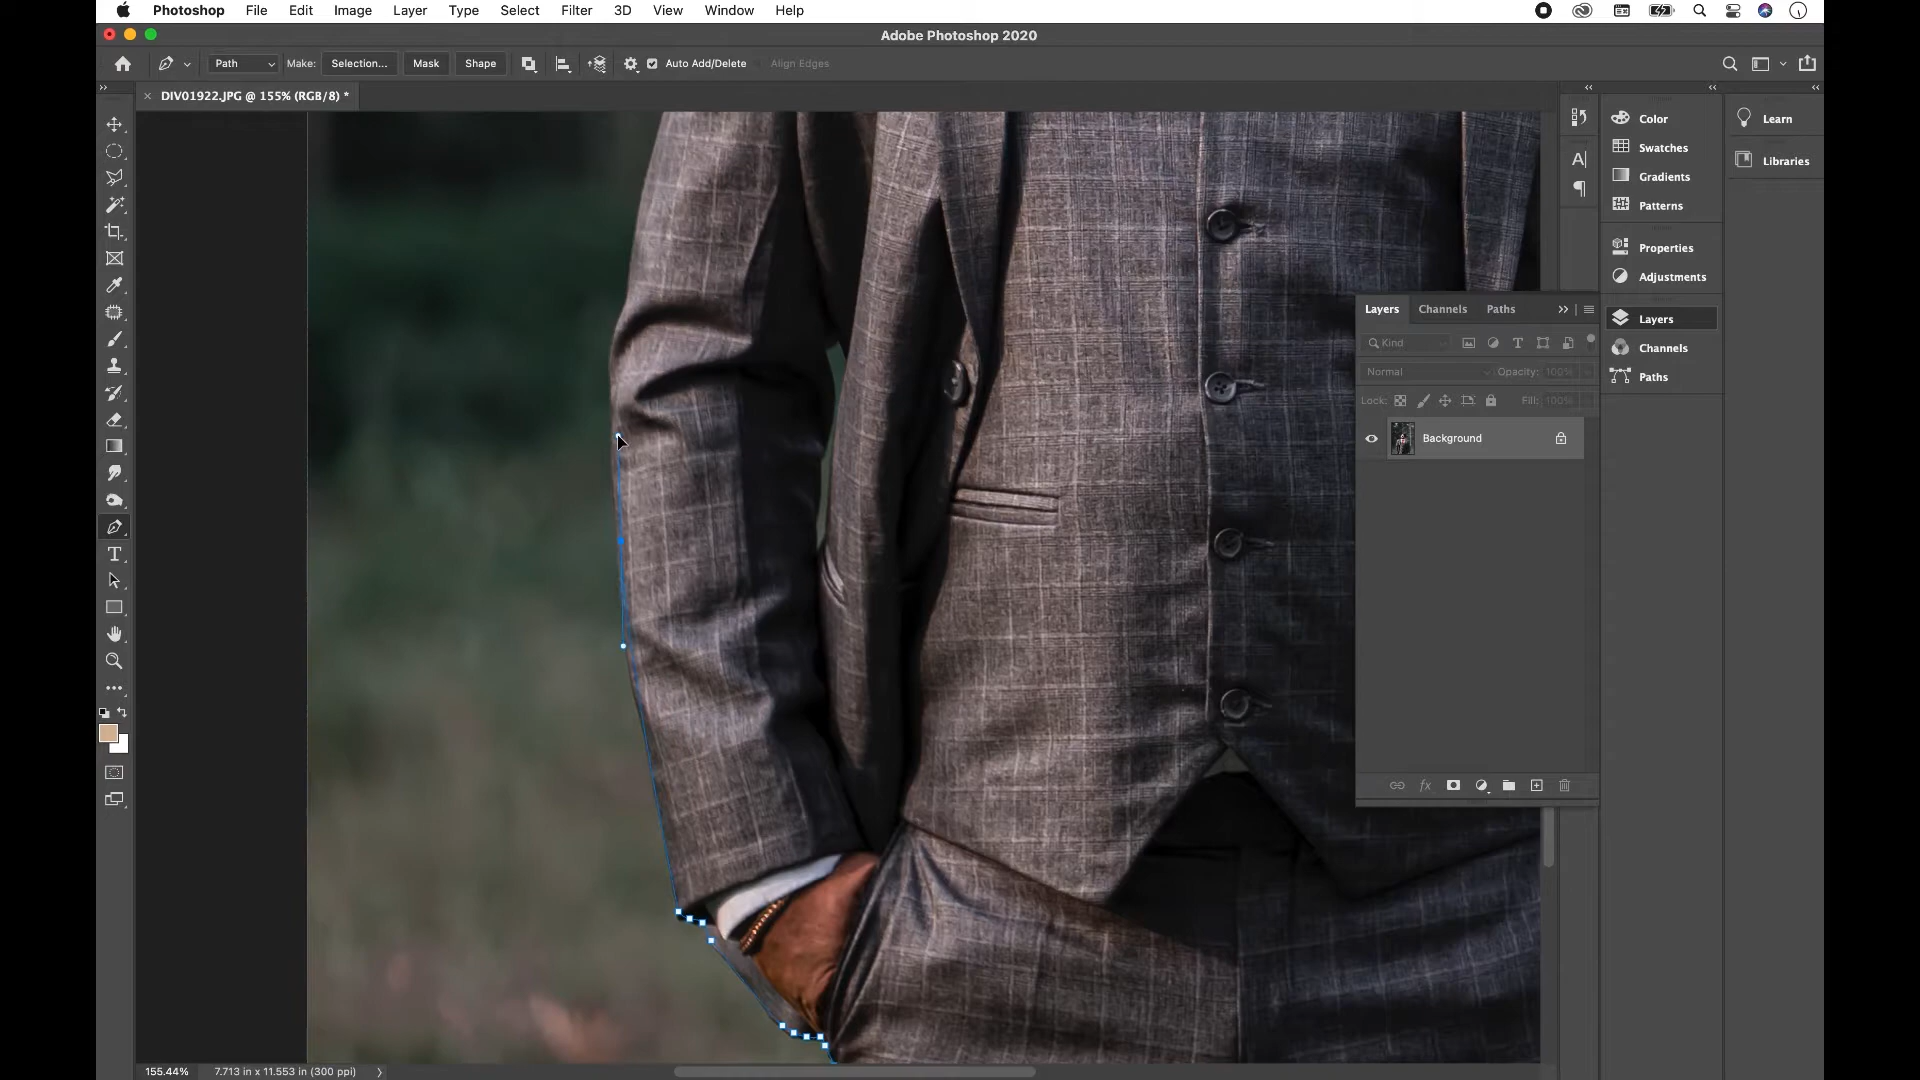 Photoshop File Edit Image Layer Type Select Filter 3D View Window Help
Adobe Photoshop 2020
Path Make: Selection... Mask Shape Auto Add/Delete Align Edges
DIV01922.JPG @ 155% (RGB/8) *
Color
Swatches
Gradients
Patterns
Properties
Adjustments
Layers
Channels
Paths
Learn
Libraries
Layers Channels Paths
Kind
Normal Opacity: 100%
Lock: Fill: 100%
Background
fx
155.44% 7.713 in x 11.553 in (300 ppi)